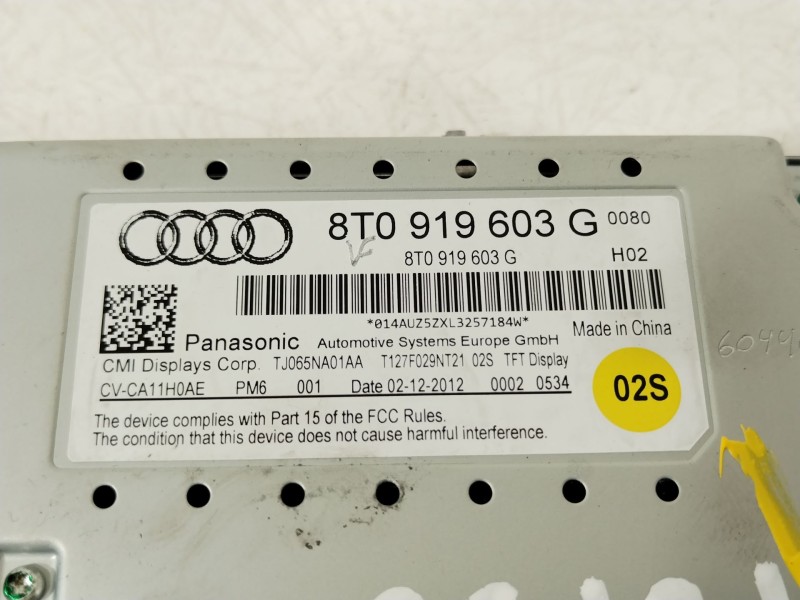 8T0 919 603 G 0080
8T0 919 603 G H02
*014AUZ5ZXL3257184W*
Panasonic Automotive Systems Europe GmbH Made in China
CMI Displays Corp. TJ065NA01AA T127F029NT21 02S TFT Display
CV-CA11H0AE PM6 001 Date 02-12-2012 0002 0534
02S
The device complies with Part 15 of the FCC Rules.
The condition that this device does not cause harmful interference.